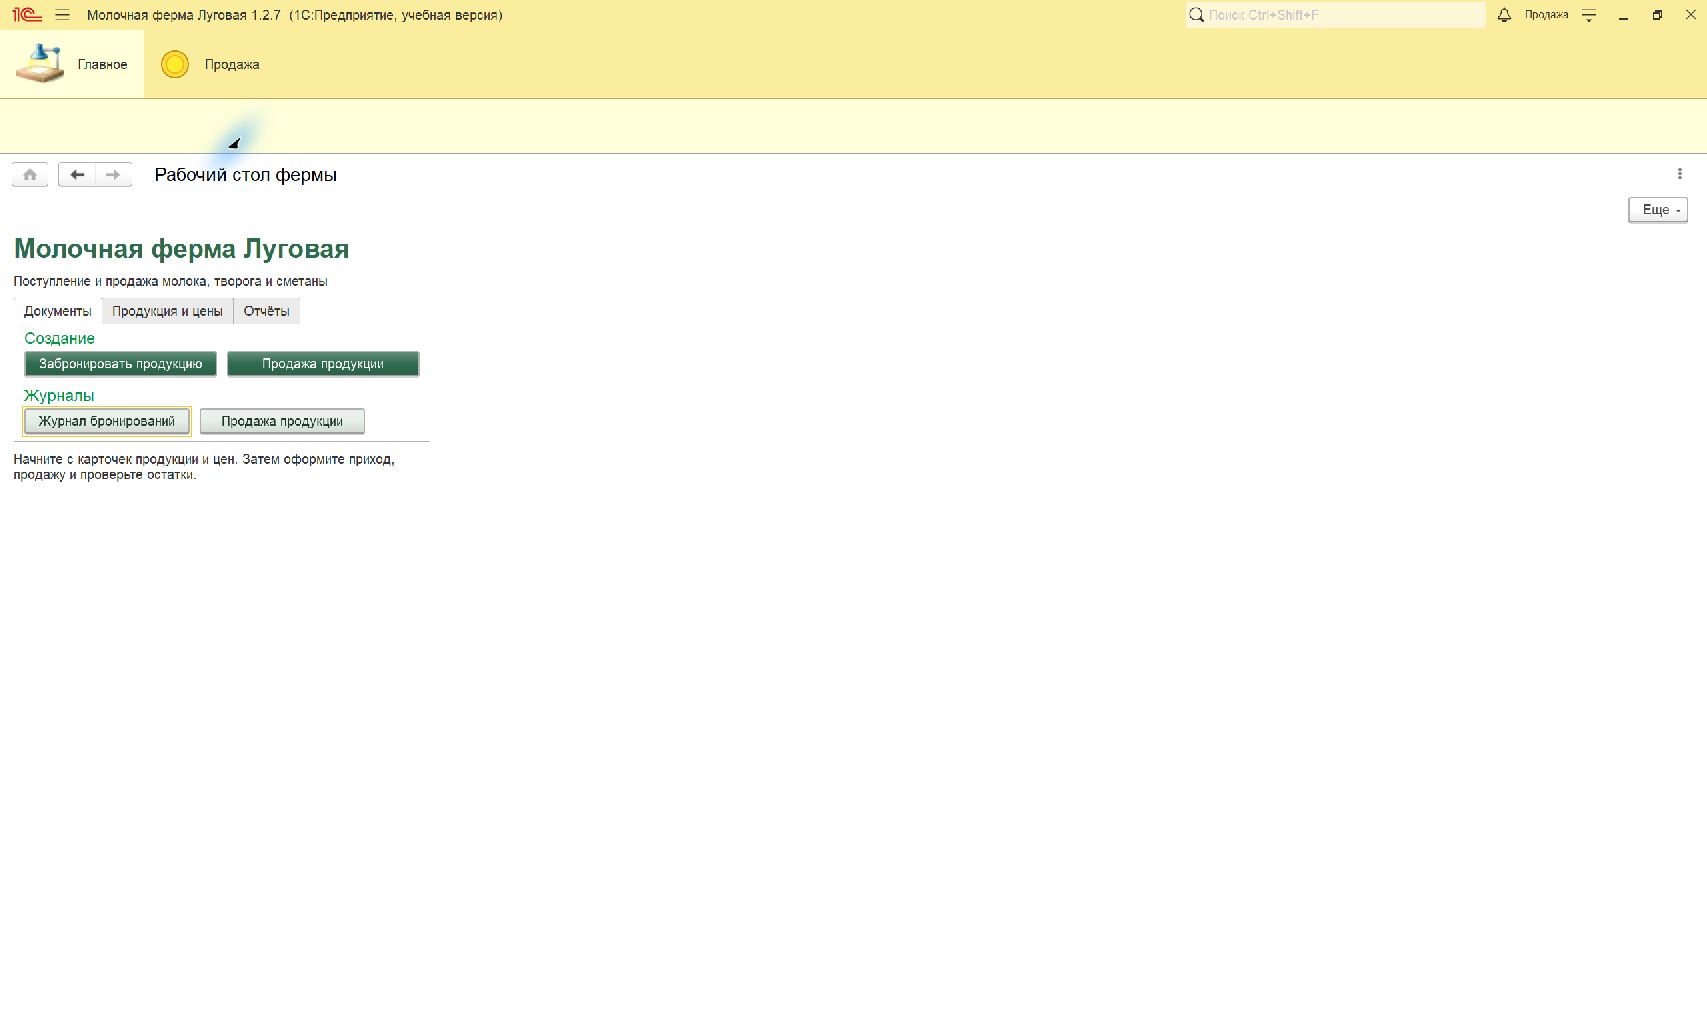 1С Молочная ферма Луговая 1.2.7 (1С:Предприятие, учебная версия) Поиск Ctrl+Shift+F Продажа
Главное Продажа
Рабочий стол фермы
Еще
Молочная ферма Луговая
Поступление и продажа молока, творога и сметаны
Документы Продукция и цены Отчёты
Создание
Забронировать продукцию Продажа продукции
Журналы
Журнал бронирований Продажа продукции
Начните с карточек продукции и цен. Затем оформите приход,
продажу и проверьте остатки.